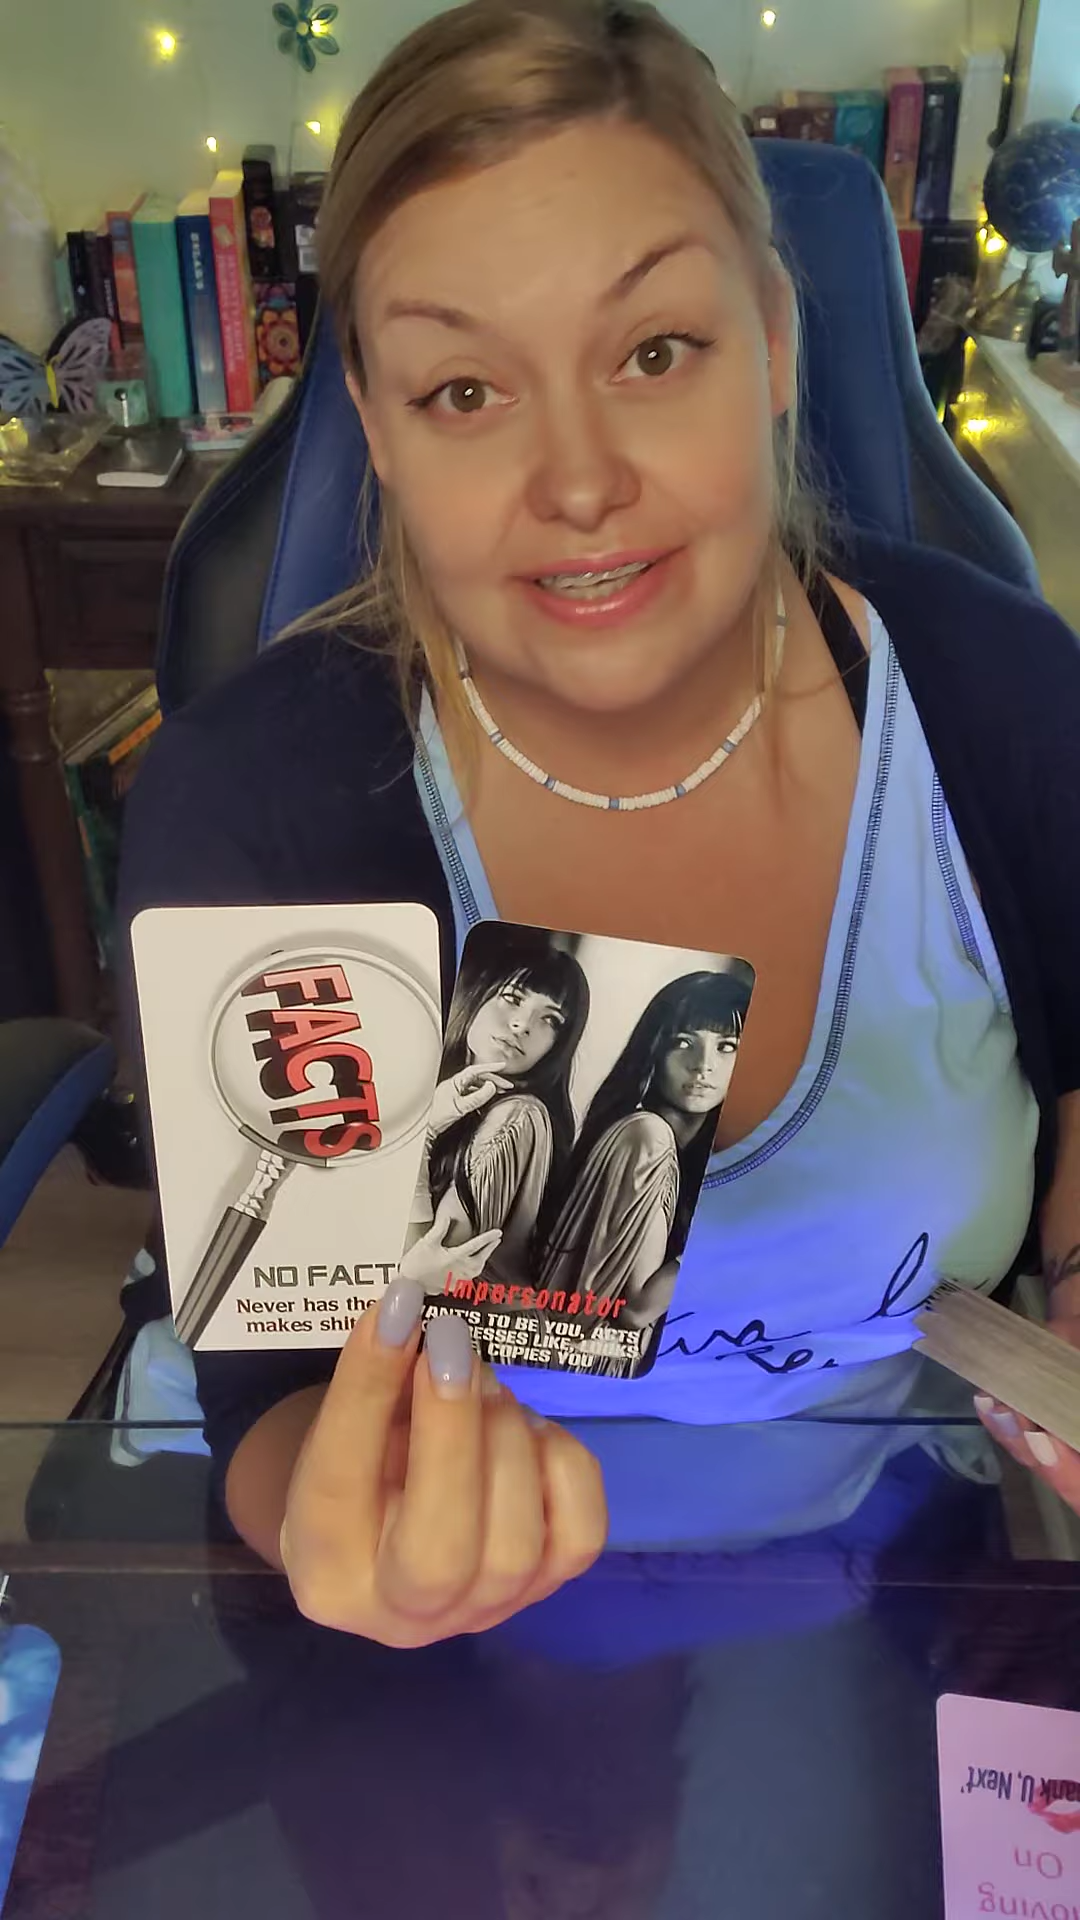 FACTS
NO FACT
Never has the
makes shit
Impersonator
WANT'S TO BE YOU, ACTS
DRESSES LIKE, LOOKS
COPIES YOU
Thank U, Next
Moving
On